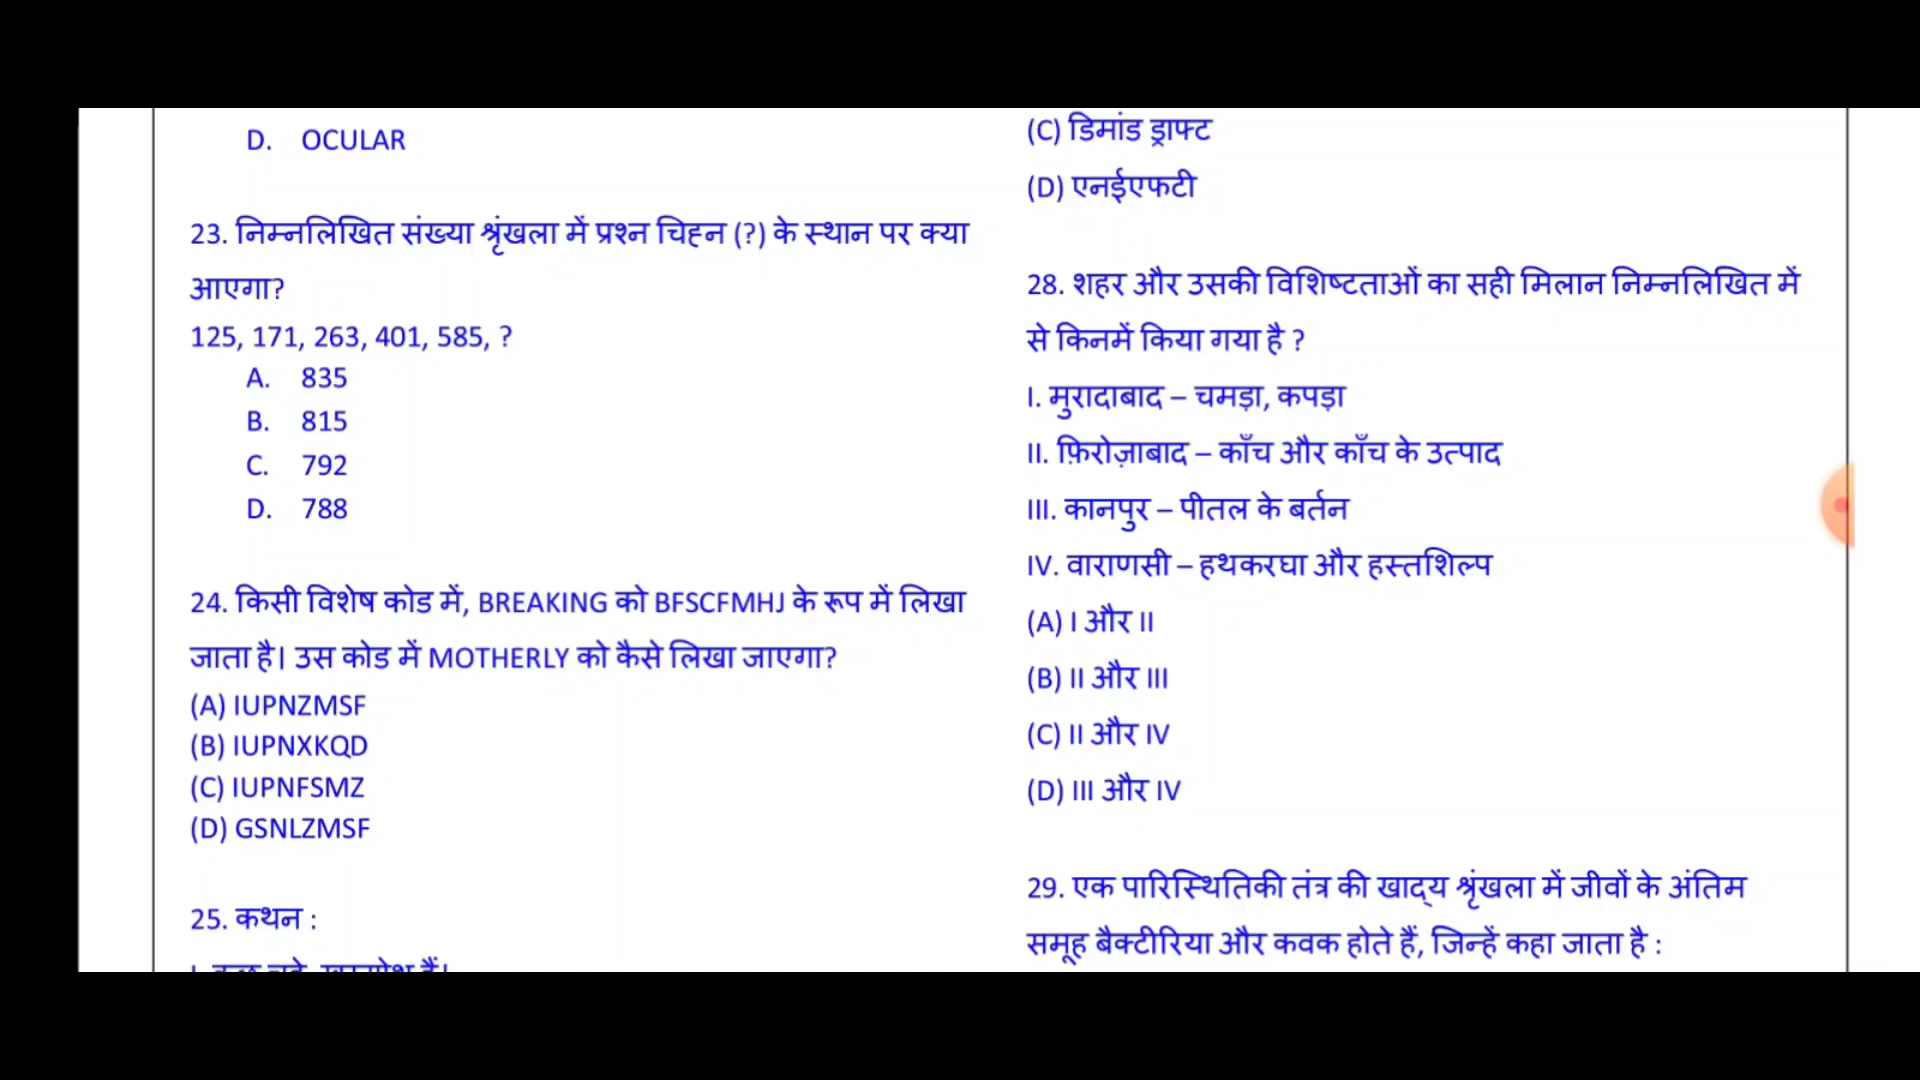 D. OCULAR
23. निम्नलिखित संख्या श्रृंखला में प्रश्न चिह्न (?) के स्थान पर क्या
आएगा?
125, 171, 263, 401, 585, ?
A. 835
B. 815
C. 792
D. 788
24. किसी विशेष कोड में, BREAKING को BFSCFMHJ के रूप में लिखा
जाता है। उस कोड में MOTHERLY को कैसे लिखा जाएगा?
(A) IUPNZMSF
(B) IUPNXKQD
(C) IUPNFSMZ
(D) GSNLZMSF
25. कथन :
(C) डिमांड ड्राफ्ट
(D) एनईएफटी
28. शहर और उसकी विशिष्टताओं का सही मिलान निम्नलिखित में
से किनमें किया गया है ?
I. मुरादाबाद – चमड़ा, कपड़ा
II. फ़िरोज़ाबाद – काँच और काँच के उत्पाद
III. कानपुर – पीतल के बर्तन
IV. वाराणसी – हथकरघा और हस्तशिल्प
(A) I और II
(B) II और III
(C) II और IV
(D) III और IV
29. एक पारिस्थितिकी तंत्र की खाद्य श्रृंखला में जीवों के अंतिम
समूह बैक्टीरिया और कवक होते हैं, जिन्हें कहा जाता है :